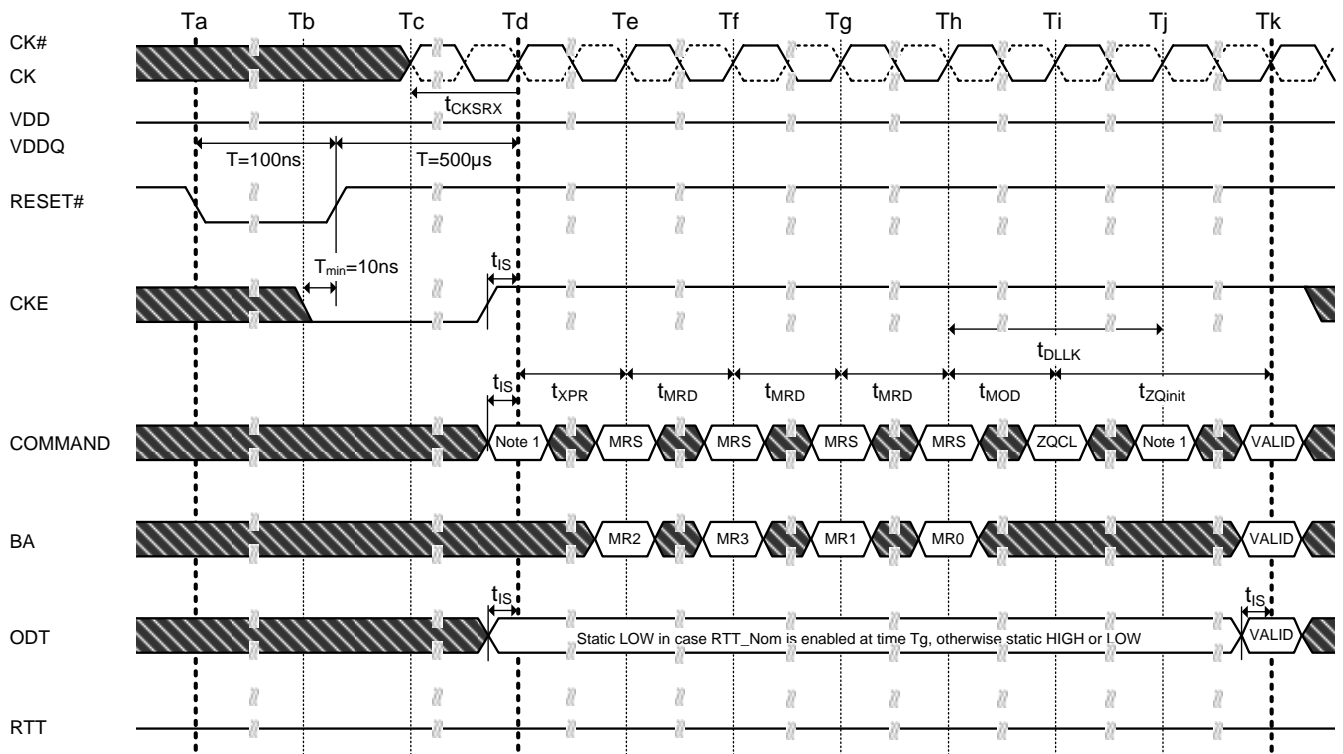 Ta Tb Tc Td Te Tf Tg Th Ti Tj Tk
CK#
CK
tCKSRX
VDD
VDDQ
T=100ns T=500µs
RESET#
Tmin=10ns tIS
CKE
tDLLK
tIS tXPR tMRD tMRD tMRD tMOD tZQinit
COMMAND Note 1 MRS MRS MRS MRS ZQCL Note 1 VALID
BA MR2 MR3 MR1 MR0 VALID
tIS tIS
ODT Static LOW in case RTT_Nom is enabled at time Tg, otherwise static HIGH or LOW VALID
RTT